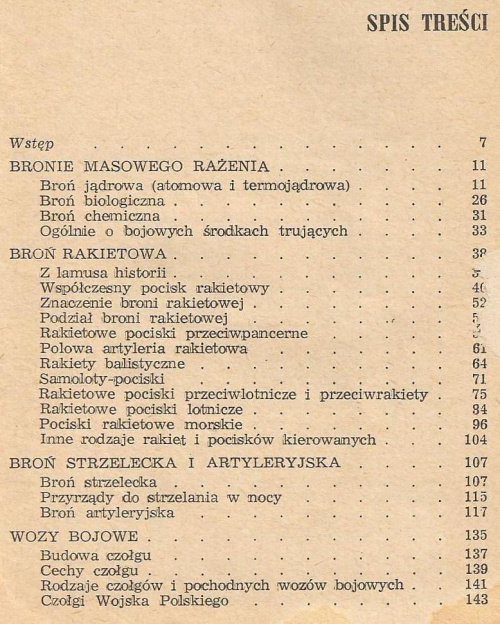 SPIS TREŚCI
Wstęp . . . . . . . . . . . . 7
BRONIE MASOWEGO RAŻENIA . . . . . . 11
Broń jądrowa (atomowa i termojądrowa) . . . . 11
Broń biologiczna . . . . . . . . . 26
Broń chemiczna . . . . . . . . . 31
Ogólnie o bojowych środkach trujących . . . . 33
BROŃ RAKIETOWA . . . . . . . . . 38
Z lamusa historii . . . . . . . . .
Współczesny pocisk rakietowy . . . . . . 46
Znaczenie broni rakietowej . . . . . . . 52
Podział broni rakietowej . . . . . . . 5
Rakietowe pociski przeciwpancerne . . . . .
Polowa artyleria rakietowa . . . . . . 61
Rakiety balistyczne . . . . . . . . 64
Samoloty-pociski . . . . . . . . . 71
Rakietowe pociski przeciwlotnicze i przeciwrakiety . 75
Rakietowe pociski lotnicze . . . . . . 84
Pociski rakietowe morskie . . . . . . . 96
Inne rodzaje rakiet i pocisków kierowanych . . . 104
BROŃ STRZELECKA I ARTYLERYJSKA . . . . 107
Broń strzelecka . . . . . . . . . 107
Przyrządy do strzelania w nocy . . . . . 115
Broń artyleryjska . . . . . . . . 117
WOZY BOJOWE . . . . . . . . . . 135
Budowa czołgu . . . . . . . . . 137
Cechy czołgu . . . . . . . . . . 139
Rodzaje czołgów i pochodnych wozów bojowych . . 141
Czołgi Wojska Polskiego . . . . . . . 143